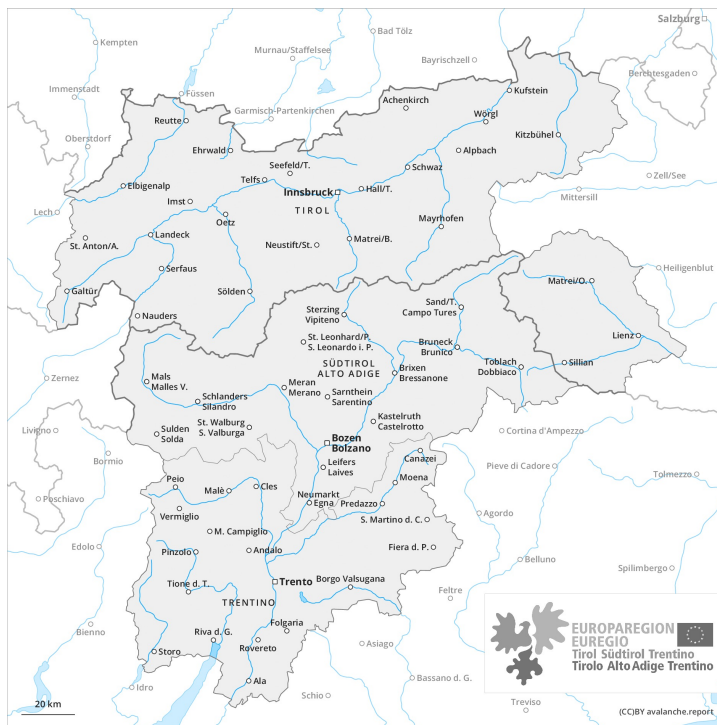 Salzburg
Bad Tölz
Kempten
Murnau/Staffelsee
Bayrischzell
Berchtesgaden
Immenstadt
Füssen
Achenkirch
Kufstein
Garmisch-Partenkirchen
Reutte
Wörgl
Oberstdorf
Kitzbühel
Ehrwald
Alpbach
Seefeld/T.
Schwaz
Zell/See
Telfs
Elbigenalp
Innsbruck
Hall/T.
Mittersill
Imst
TIROL
Lech
Oetz
Mayrhofen
Landeck
Matrei/B.
St. Anton/A.
Neustift/St.
Serfaus
Heiligenblut
Matrei/O.
Galtür
Sölden
Sand/T.
Campo Tures
Nauders
Sterzing
Vipiteno
Lienz
St. Leonhard/P.
S. Leonardo i. P.
Bruneck
Brunico
Toblach
Dobbiaco
Sillian
SÜDTIROL
ALTO ADIGE
Brixen
Bressanone
Zernez
Mals
Malles V.
Meran
Merano
Sarnthein
Sarentino
Schlanders
Silandro
Kastelruth
Castelrotto
St. Walburg
S. Valburga
Livigno
Sulden
Solda
Cortina d'Ampezzo
Bozen
Bolzano
Bormio
Canazei
Pieve di Cadore
Leifers
Laives
Tolmezzo
Peio
Moena
Malè
Cles
Poschiavo
Neumarkt
Egna
Predazzo
Vermiglio
Agordo
S. Martino d. C.
M. Campiglio
Edolo
Pinzolo
Andalo
Fiera d. P.
Belluno
Spilimbergo
Tione d. T.
Trento
Borgo Valsugana
Feltre
TRENTINO
Folgaria
Bienno
Riva d. G.
Rovereto
Asiago
Storo
Ala
Bassano d. G.
Idro
Schio
Treviso
EUROPAREGION
EUREGIO
Tirol Südtirol Trentino
Tirolo Alto Adige Trentino
20 km
(CC)BY avalanche.report